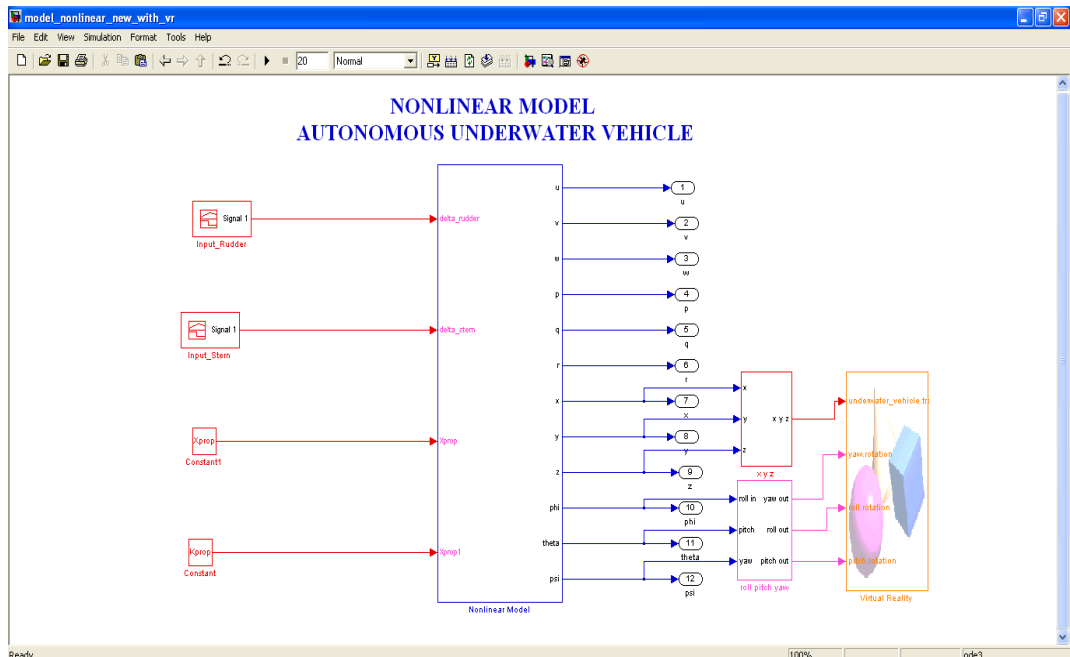 model_nonlinear_new_with_vr
File Edit View Simulation Format Tools Help
20 Normal
NONLINEAR MODEL
AUTONOMOUS UNDERWATER VEHICLE
Signal 1
Input_Rudder
Signal 1
Input_Stern
Xprop
Constant1
Kprop
Constant
delta_rudder
delta_stern
Xprop
Xprop1
u
v
w
p
q
r
x
y
z
phi
theta
psi
Nonlinear Model
1
u
2
v
3
w
4
p
5
q
6
r
7
x
8
y
9
z
10
phi
11
theta
12
psi
x
y
z
x y z
x y z
roll in yaw out
pitch roll out
yaw pitch out
roll pitch yaw
underwater_vehicle.tr
yaw.rotation
roll.rotation
pitch.rotation
Virtual Reality
Ready
100%
ode3